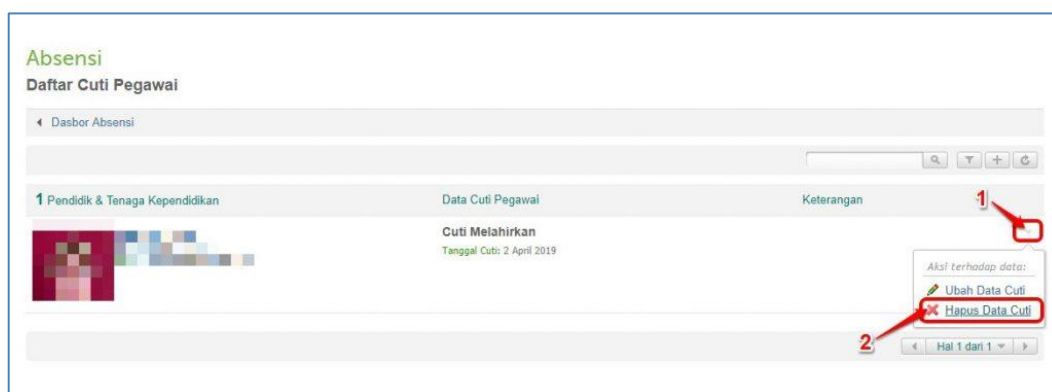 Absensi
Daftar Cuti Pegawai
Dasbor Absensi
1 Pendidik & Tenaga Kependidikan Data Cuti Pegawai Keterangan
1
Cuti Melahirkan
Tanggal Cuti: 2 April 2019
Aksi terhadap data:
Ubah Data Cuti
Hapus Data Cuti
2
Hal 1 dari 1